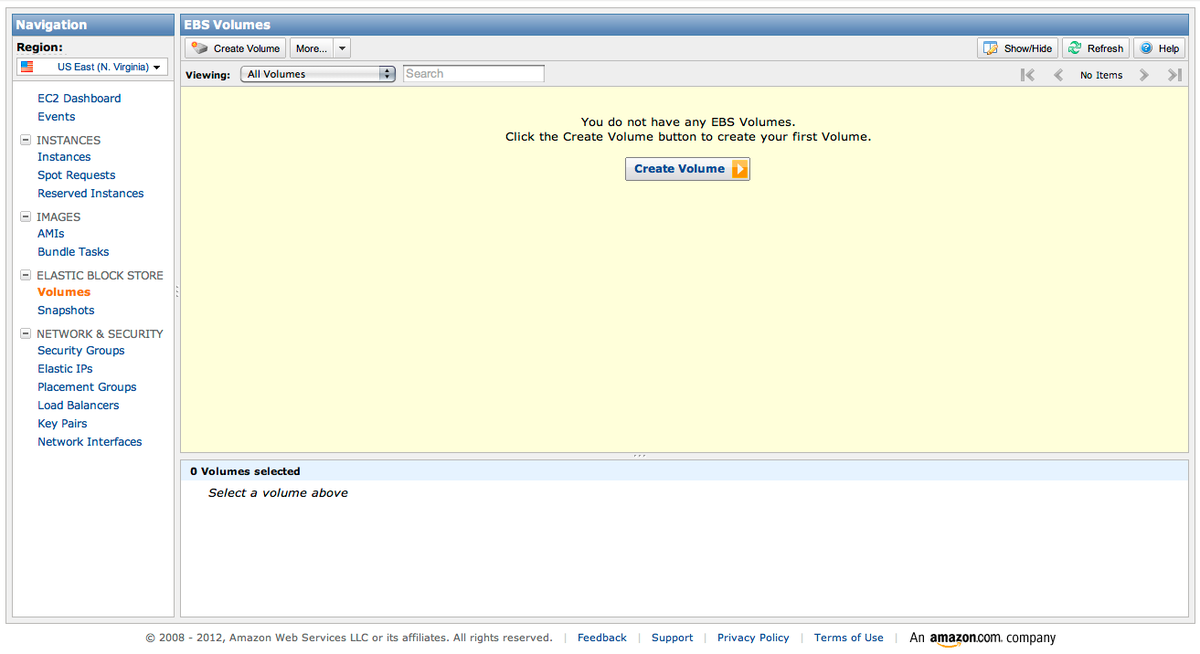 Navigation
Region:
US East (N. Virginia)
EC2 Dashboard
Events
INSTANCES
Instances
Spot Requests
Reserved Instances
IMAGES
AMIs
Bundle Tasks
ELASTIC BLOCK STORE
Volumes
Snapshots
NETWORK & SECURITY
Security Groups
Elastic IPs
Placement Groups
Load Balancers
Key Pairs
Network Interfaces
EBS Volumes
Create Volume More... Show/Hide Refresh Help
Viewing: All Volumes Search No Items
You do not have any EBS Volumes.
Click the Create Volume button to create your first Volume.
Create Volume
0 Volumes selected
Select a volume above
© 2008 - 2012, Amazon Web Services LLC or its affiliates. All rights reserved. | Feedback | Support | Privacy Policy | Terms of Use | An amazon.com. company